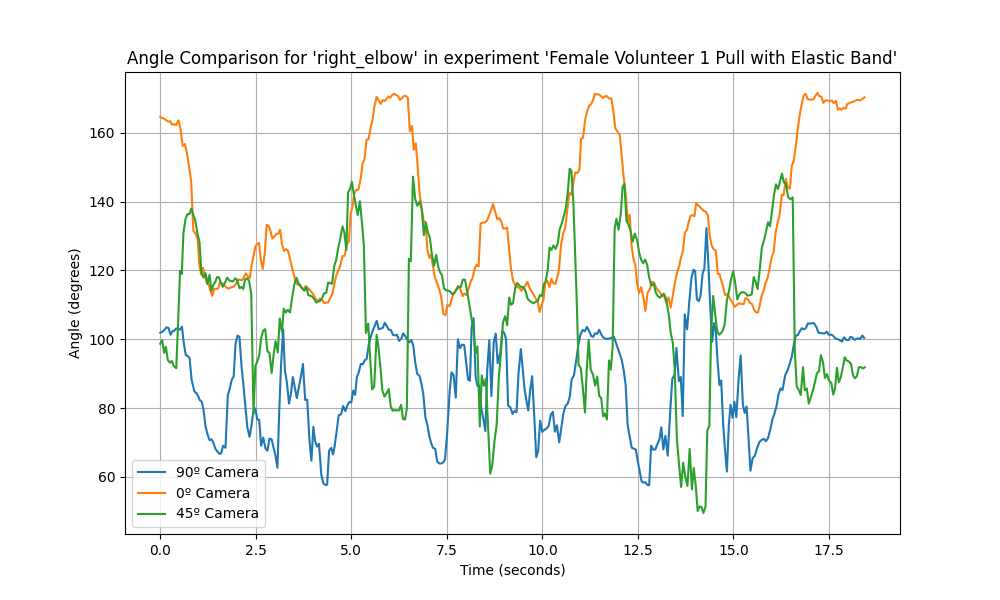 Angle Comparison for 'right_elbow' in experiment 'Female Volunteer 1 Pull with Elastic Band'
Angle (degrees)
160
140
120
100
80
60
90º Camera
0º Camera
45º Camera
0.0 2.5 5.0 7.5 10.0 12.5 15.0 17.5
Time (seconds)